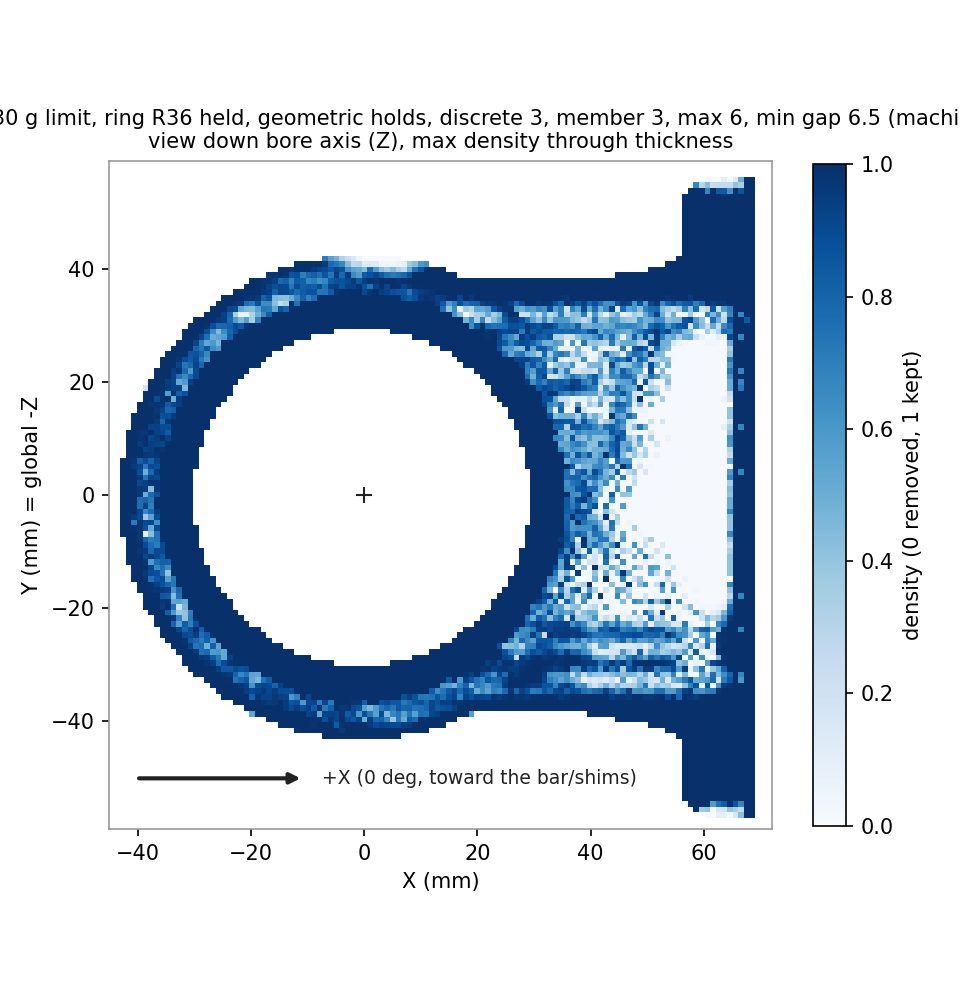 30 g limit, ring R36 held, geometric holds, discrete 3, member 3, max 6, min gap 6.5 (machi
view down bore axis (Z), max density through thickness
1.0
0.8
0.6
0.4
0.2
0.0
density (0 removed, 1 kept)
40
20
0
−20
−40
Y (mm) = global -Z
+X (0 deg, toward the bar/shims)
−40
−20
0
20
40
60
X (mm)